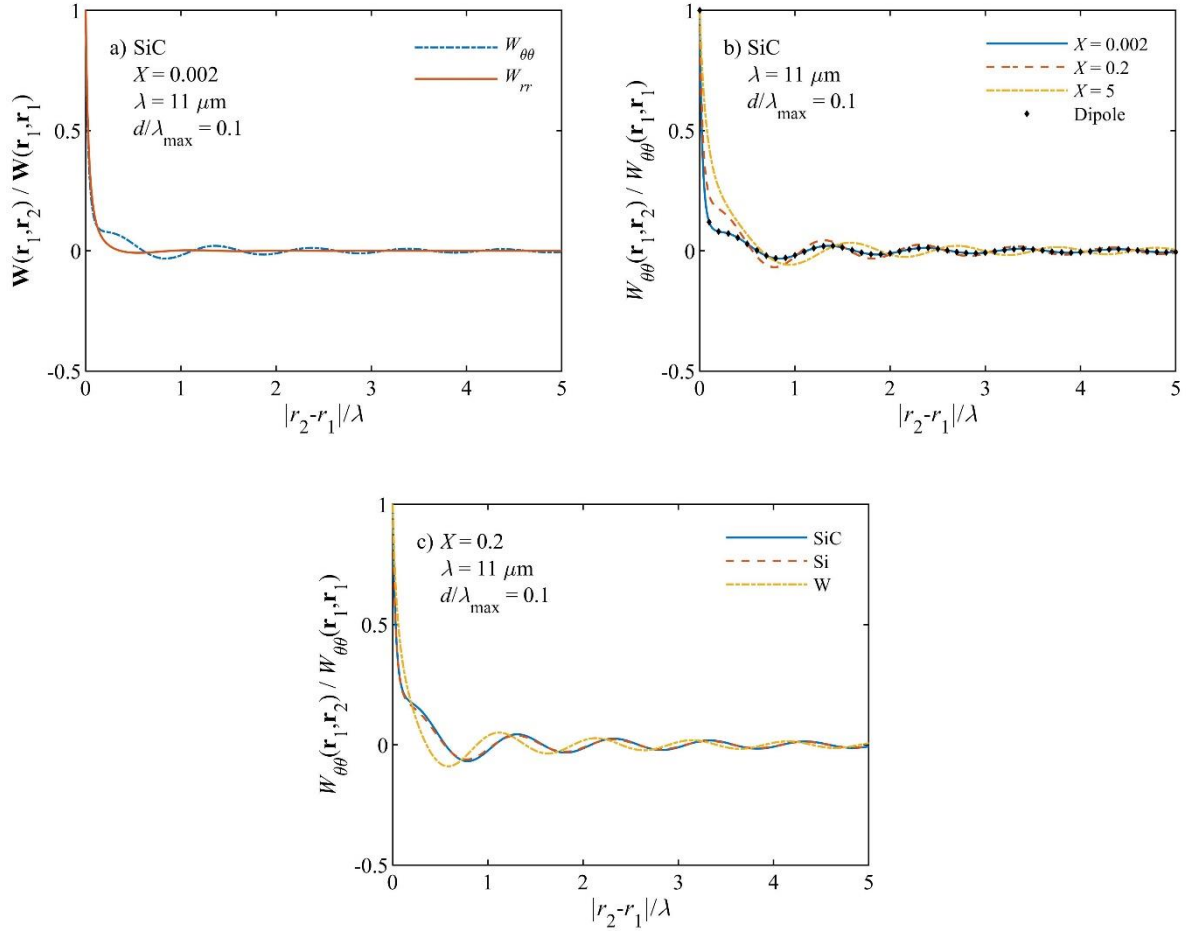 a) SiC
X = 0.002
λ = 11 μm
d/λmax = 0.1
Wθθ
Wrr
W(r1,r2) / W(r1,r1)
1
0.5
0
-0.5
0 1 2 3 4 5
|r2-r1|/λ
b) SiC
λ = 11 μm
d/λmax = 0.1
X = 0.002
X = 0.2
X = 5
Dipole
Wθθ(r1,r2) / Wθθ(r1,r1)
1
0.5
0
-0.5
0 1 2 3 4 5
|r2-r1|/λ
c) X = 0.2
λ = 11 μm
d/λmax = 0.1
SiC
Si
W
Wθθ(r1,r2) / Wθθ(r1,r1)
1
0.5
0
-0.5
0 1 2 3 4 5
|r2-r1|/λ